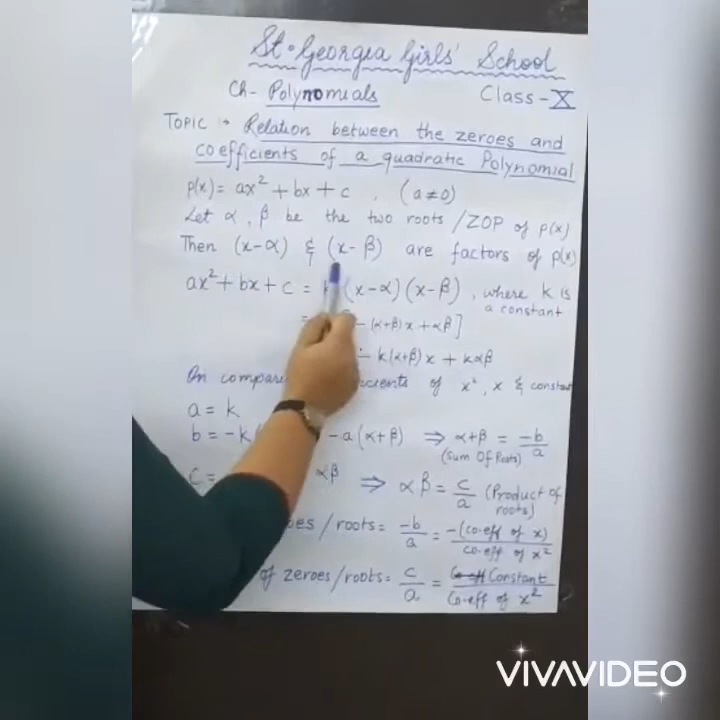 St. Georgia Girls' School
Ch- Polynomials Class-X
TOPIC :→ Relation between the zeroes and
coefficients of a quadratic Polynomial
p(x) = ax² + bx + c , (a≠0)
Let α, β be the two roots/ZOP of p(x)
Then (x-α) & (x-β) are factors of p(x)
ax² + bx + c = k (x-α)(x-β), where k is
a constant
= - (α+β)x + αβ]
- k(α+β)x + kαβ
On of x², x & constant
a = k
b = -k - a(α+β) ⇒ α+β = -b/a
(Sum Of Roots)
c = αβ ⇒ αβ = c/a (Product of
roots)
/roots = -b/a = -(co-eff of x)/co-eff of x²
of zeroes/roots = c/a = Constant/Co-eff of x²
VIVAVIDEO